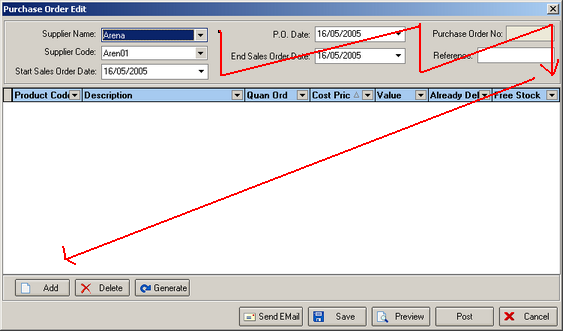 Purchase Order Edit
Supplier Name: Arena P.O. Date: 16/05/2005 Purchase Order No:
Supplier Code: Aren01 End Sales Order Date: 16/05/2005 Reference:
Start Sales Order Date: 16/05/2005
Product Code Description Quan Ord Cost Pric Value Already Del Free Stock
Add Delete Generate
Send EMail Save Preview Post Cancel